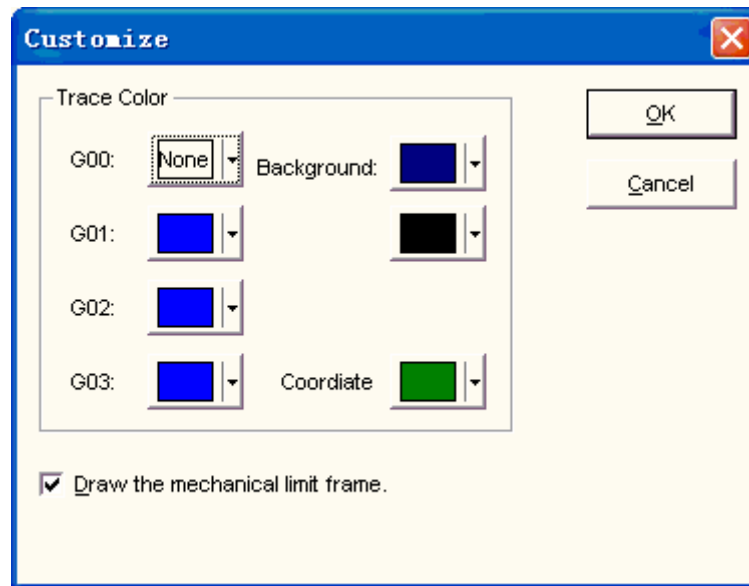 Customize
Trace Color
OK
G00: None Background:
Cancel
G01:
G02:
G03: Coordiate
Draw the mechanical limit frame.